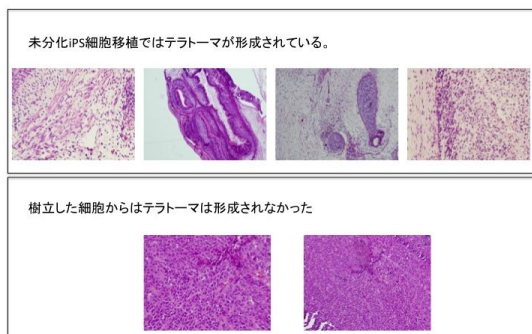 未分化iPS細胞移植ではテラトーマが形成されている。
樹立した細胞からはテラトーマは形成されなかった